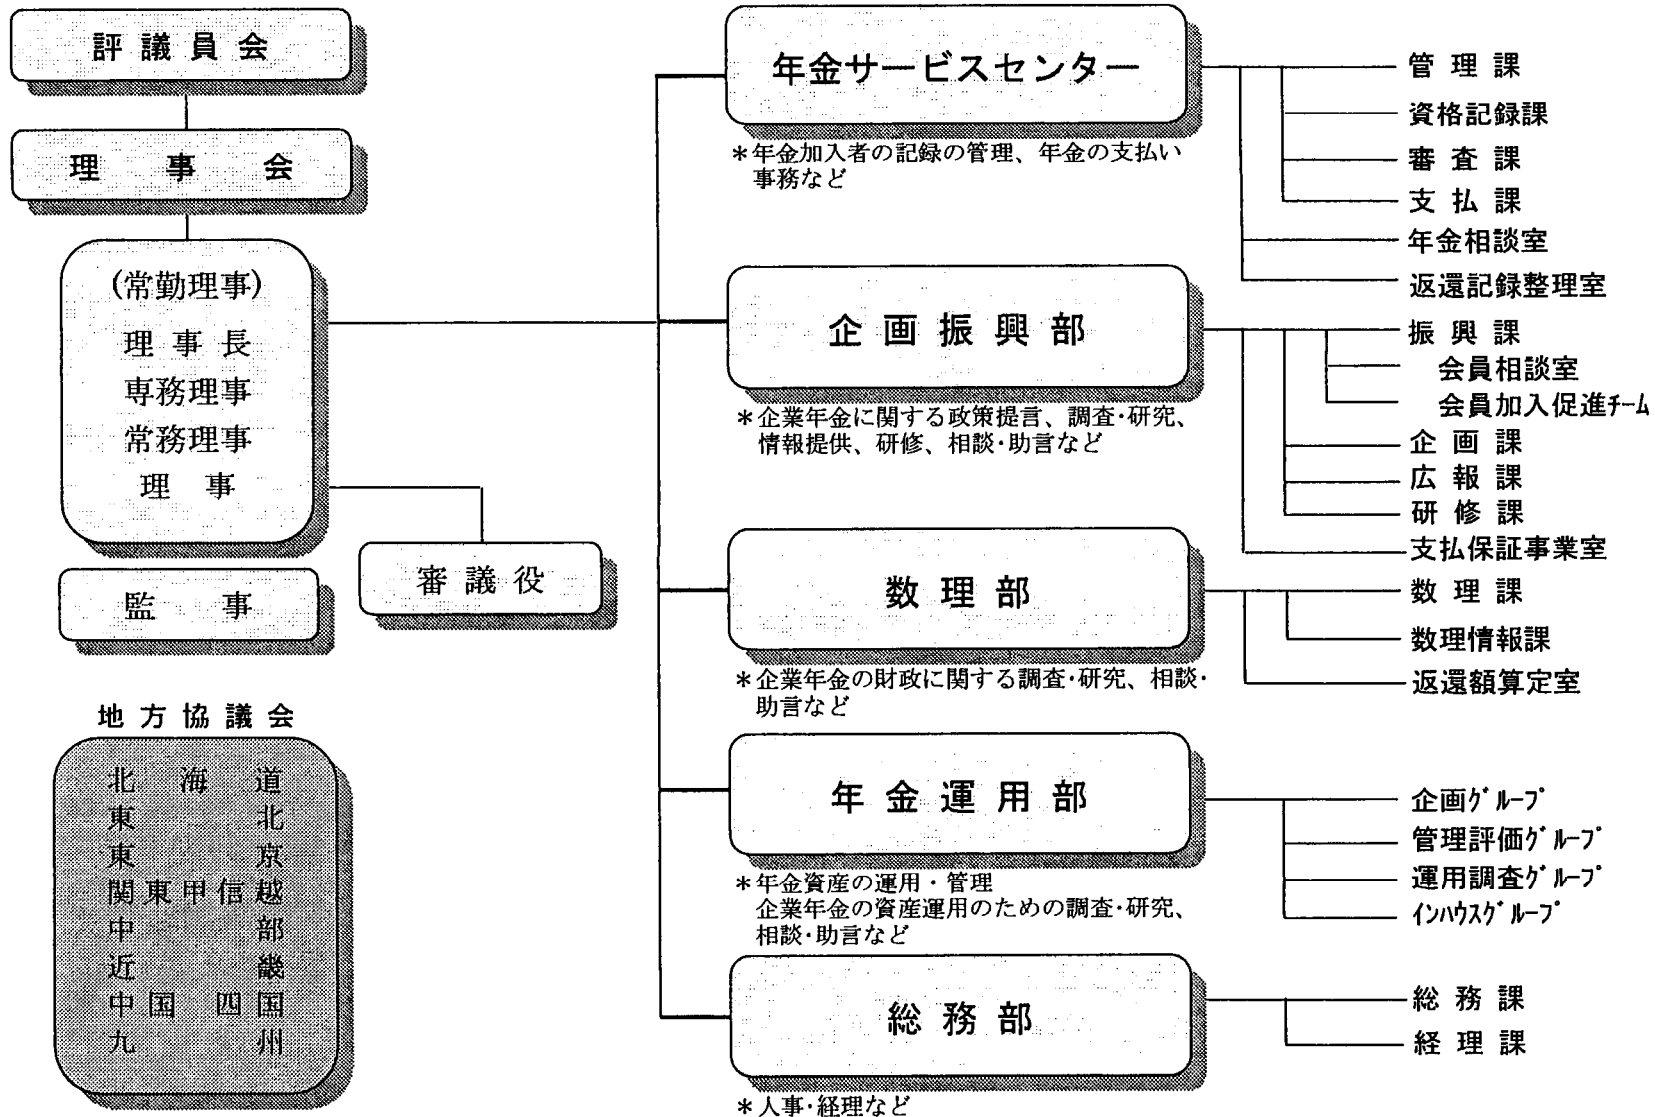 評議員会
理事会
(常勤理事)
理事長
専務理事
常務理事
理事
審議役
監事
地方協議会
北海道
東北
東京
関東甲信越
中部
近畿
中国四国
九州
年金サービスセンター
＊年金加入者の記録の管理、年金の支払い
事務など
管理課
資格記録課
審査課
支払課
年金相談室
返還記録整理室
企画振興部
＊企業年金に関する政策提言、調査・研究、
情報提供、研修、相談・助言など
振興課
会員相談室
会員加入促進ﾁｰﾑ
企画課
広報課
研修課
支払保証事業室
数理部
＊企業年金の財政に関する調査・研究、相談・
助言など
数理課
数理情報課
返還額算定室
年金運用部
＊年金資産の運用・管理
企業年金の資産運用のための調査・研究、
相談・助言など
企画ｸﾞﾙｰﾌﾟ
管理評価ｸﾞﾙｰﾌﾟ
運用調査ｸﾞﾙｰﾌﾟ
ｲﾝﾊｳｽｸﾞﾙｰﾌﾟ
総務部
＊人事・経理など
総務課
経理課